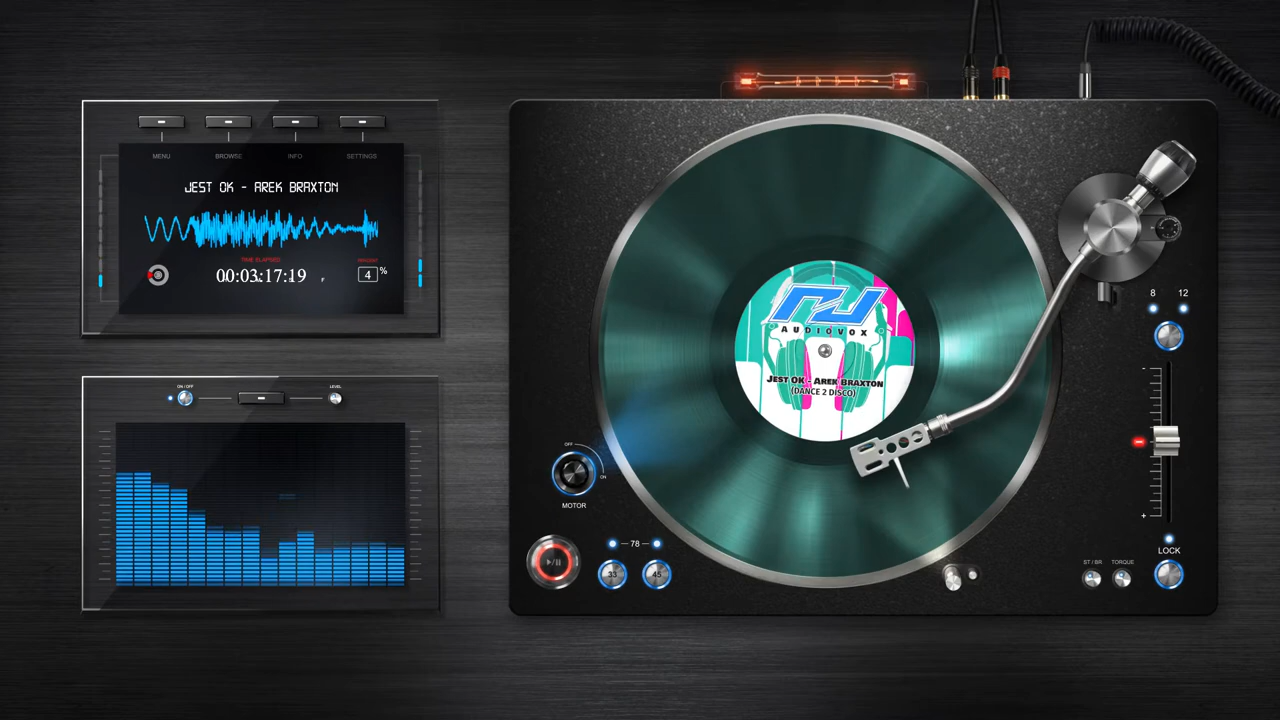 MENU BROWSE INFO SETTINGS
JEST OK - AREK BRAXTON
TIME ELAPSED
00:03:17:19
4 %
ON / OFF
LEVEL
AUDIOVOX
JEST OK - AREK BRAXTON
(DANCE 2 DISCO)
OFF
ON
MOTOR
78
33 45
8 12
-
+
LOCK
ST / BR TORQUE